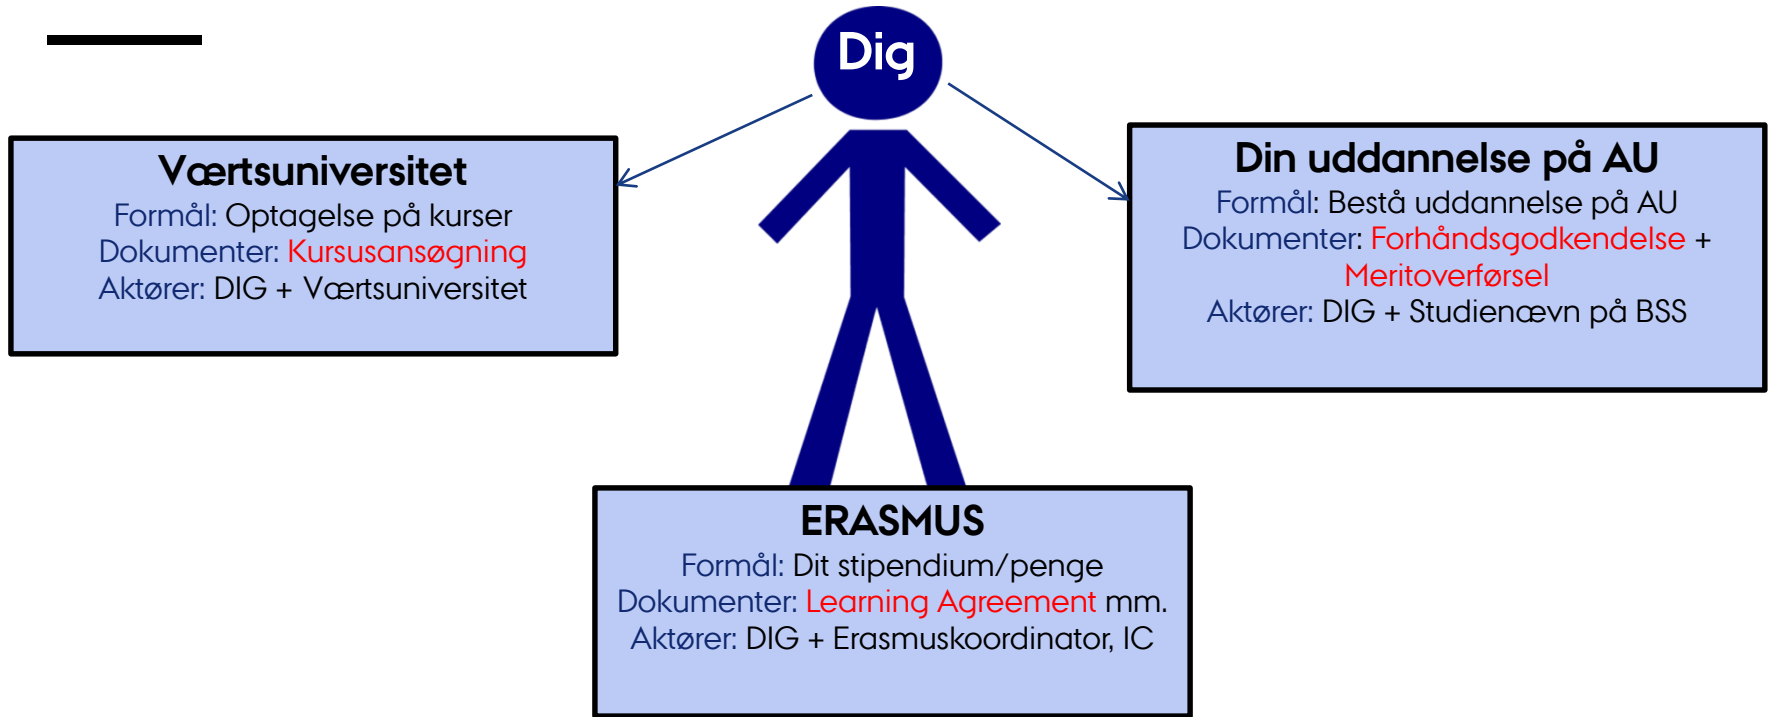 Dig
Værtsuniversitet
Formål: Optagelse på kurser
Dokumenter: Kursusansøgning
Aktører: DIG + Værtsuniversitet
Din uddannelse på AU
Formål: Bestå uddannelse på AU
Dokumenter: Forhåndsgodkendelse +
Meritoverførsel
Aktører: DIG + Studienævn på BSS
ERASMUS
Formål: Dit stipendium/penge
Dokumenter: Learning Agreement mm.
Aktører: DIG + Erasmuskoordinator, IC